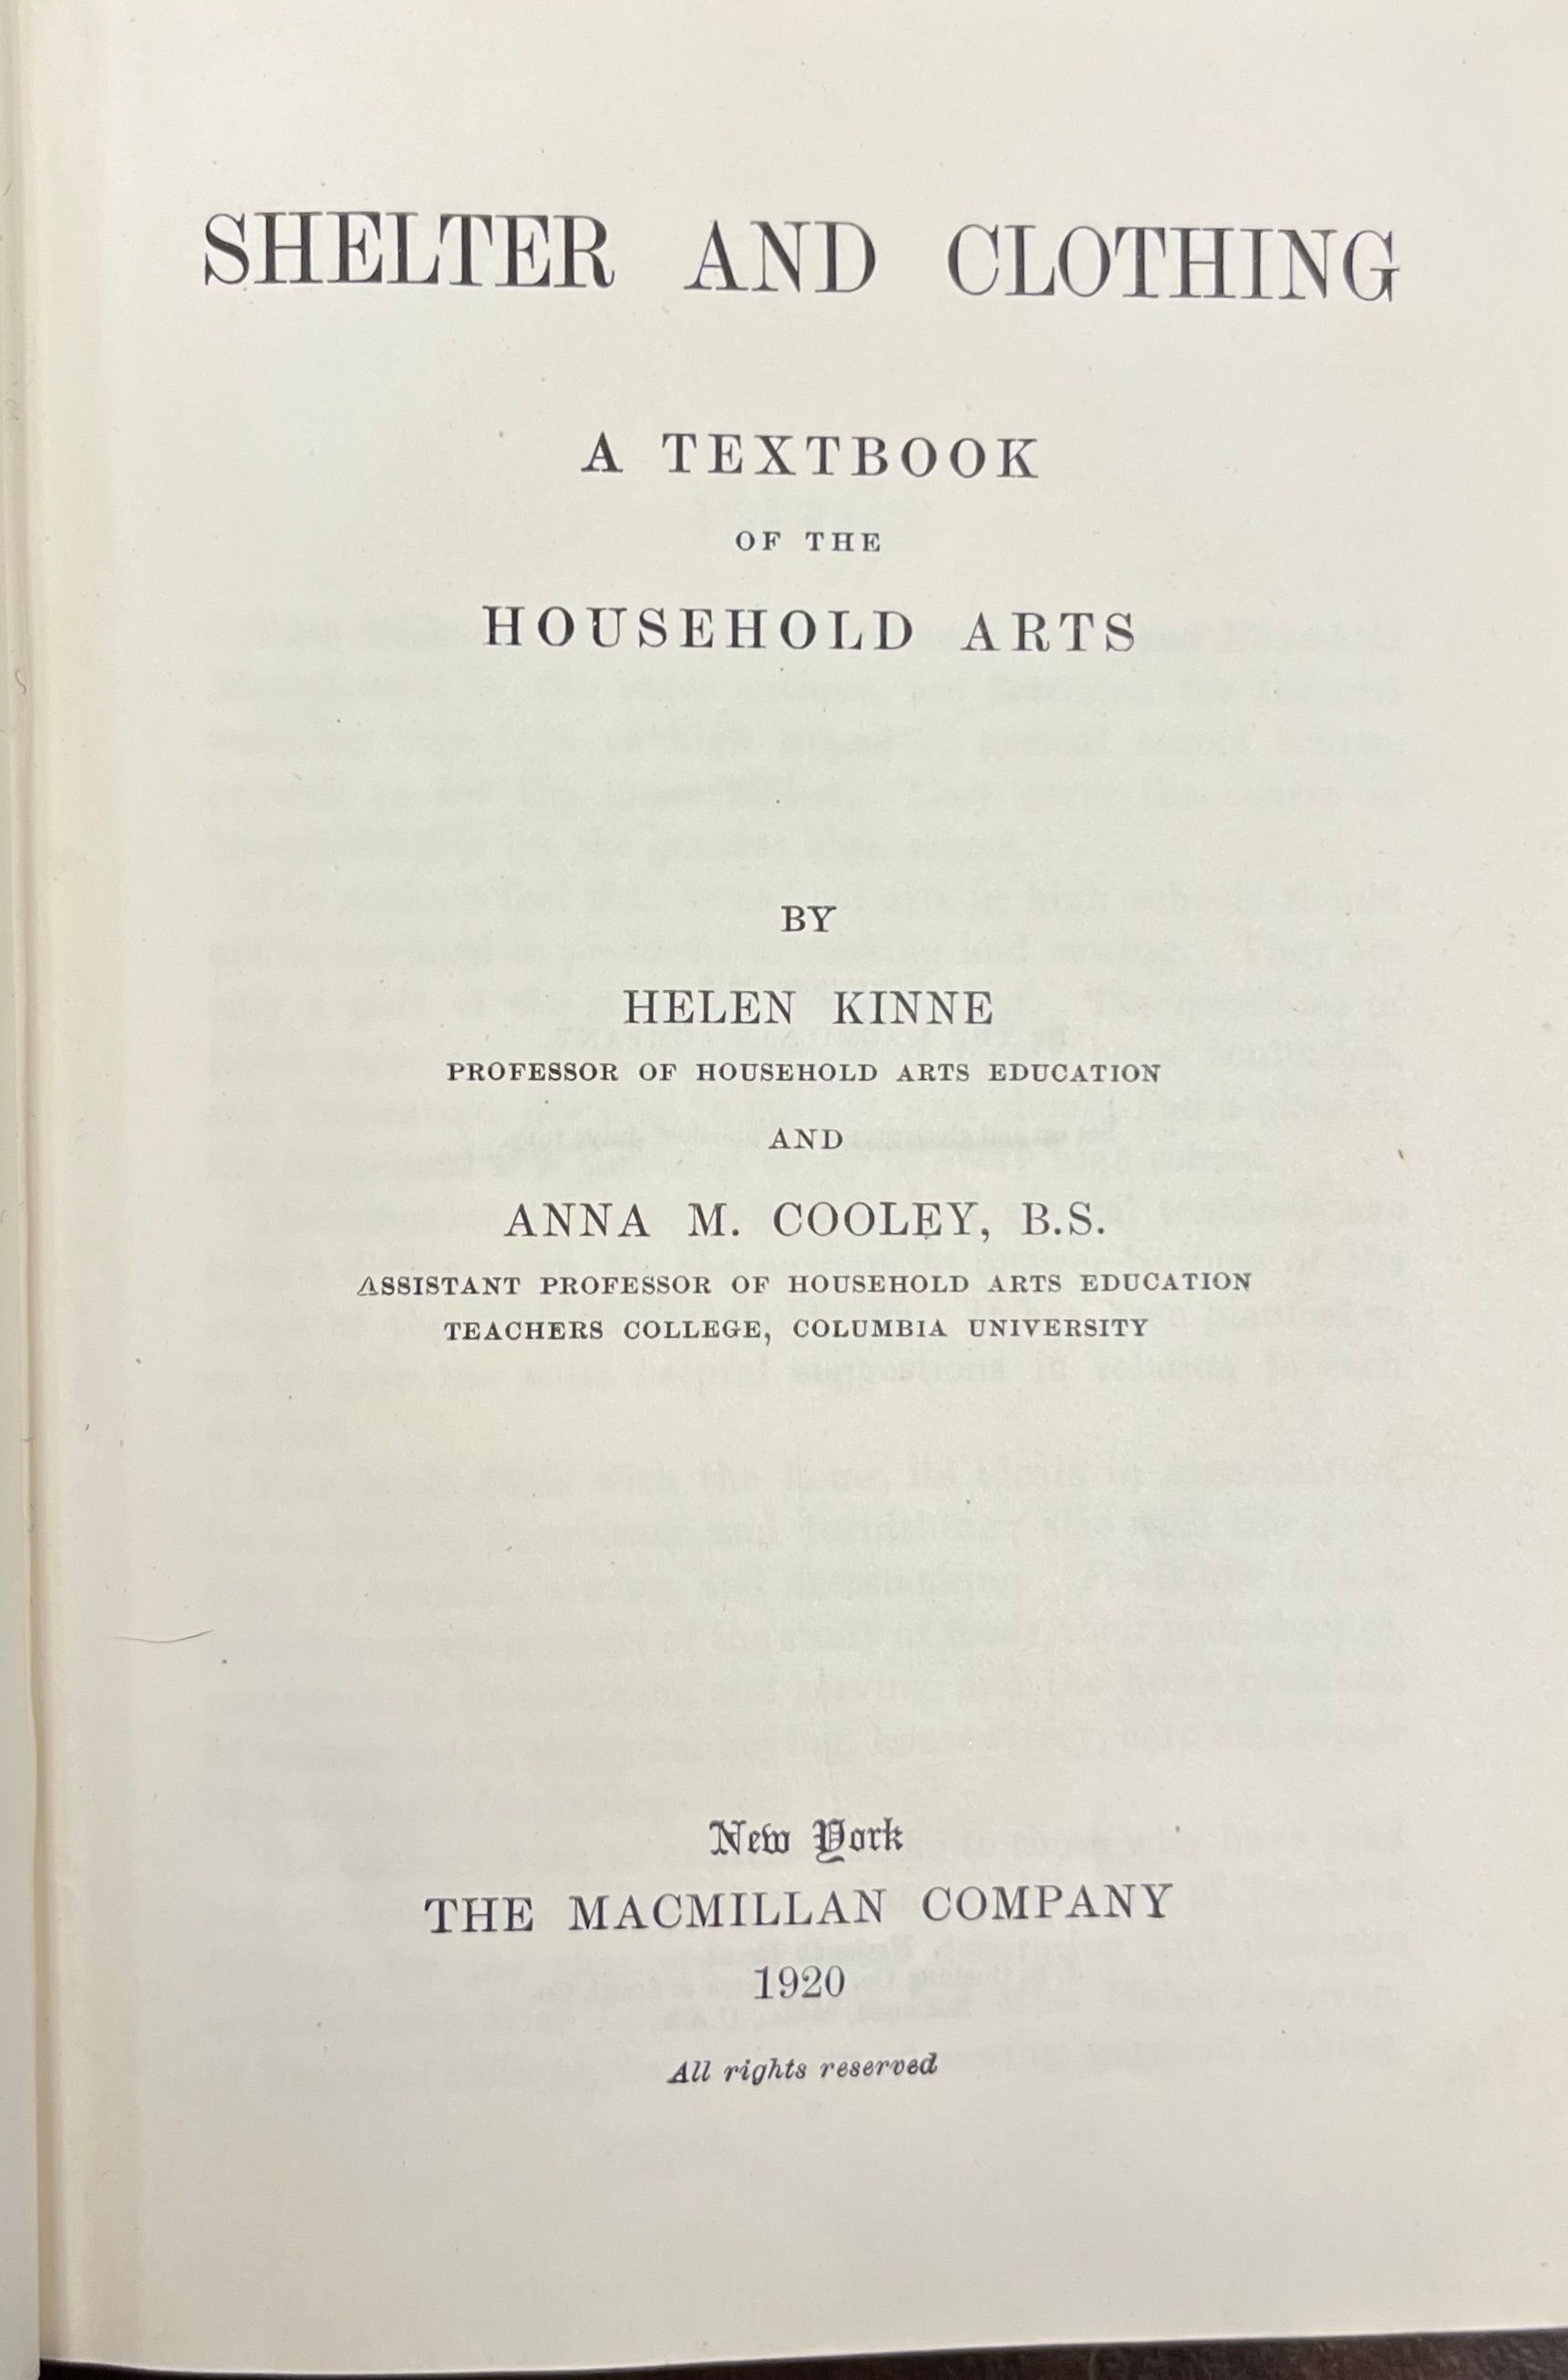 SHELTER AND CLOTHING
A TEXTBOOK
OF THE
HOUSEHOLD ARTS
BY
HELEN KINNE
PROFESSOR OF HOUSEHOLD ARTS EDUCATION
AND
ANNA M. COOLEY, B.S.
ASSISTANT PROFESSOR OF HOUSEHOLD ARTS EDUCATION
TEACHERS COLLEGE, COLUMBIA UNIVERSITY
New York
THE MACMILLAN COMPANY
1920
All rights reserved